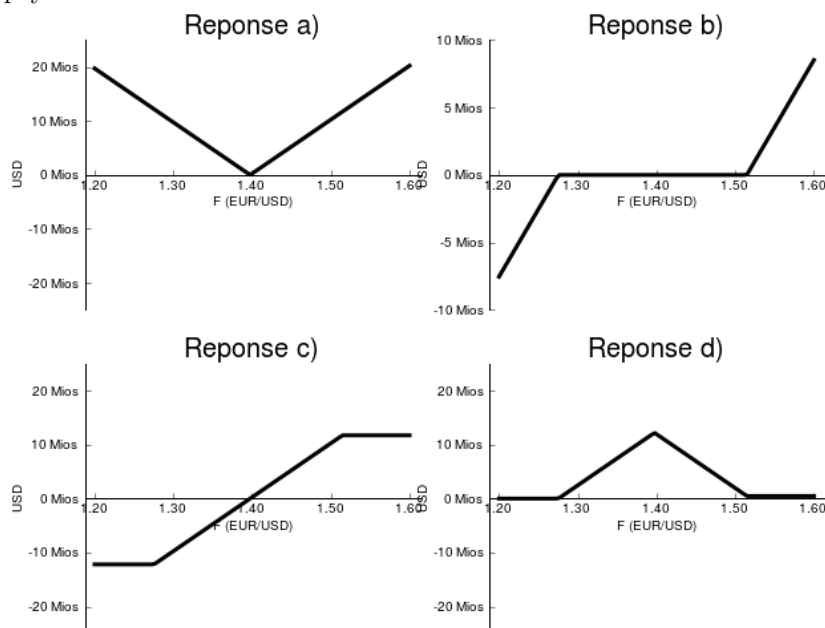 Reponse a)
Reponse b)
20 Mios
10 Mios
0 Mios
-10 Mios
-20 Mios
USD
1.20 1.30 1.40 1.50 1.60
F (EUR/USD)
10 Mios
5 Mios
0 Mios
-5 Mios
-10 Mios
USD
1.20 1.30 1.40 1.50 1.60
F (EUR/USD)
Reponse c)
Reponse d)
20 Mios
10 Mios
0 Mios
-10 Mios
-20 Mios
USD
1.20 1.30 1.40 1.50 1.60
F (EUR/USD)
20 Mios
10 Mios
0 Mios
-10 Mios
-20 Mios
USD
1.20 1.30 1.40 1.50 1.60
F (EUR/USD)